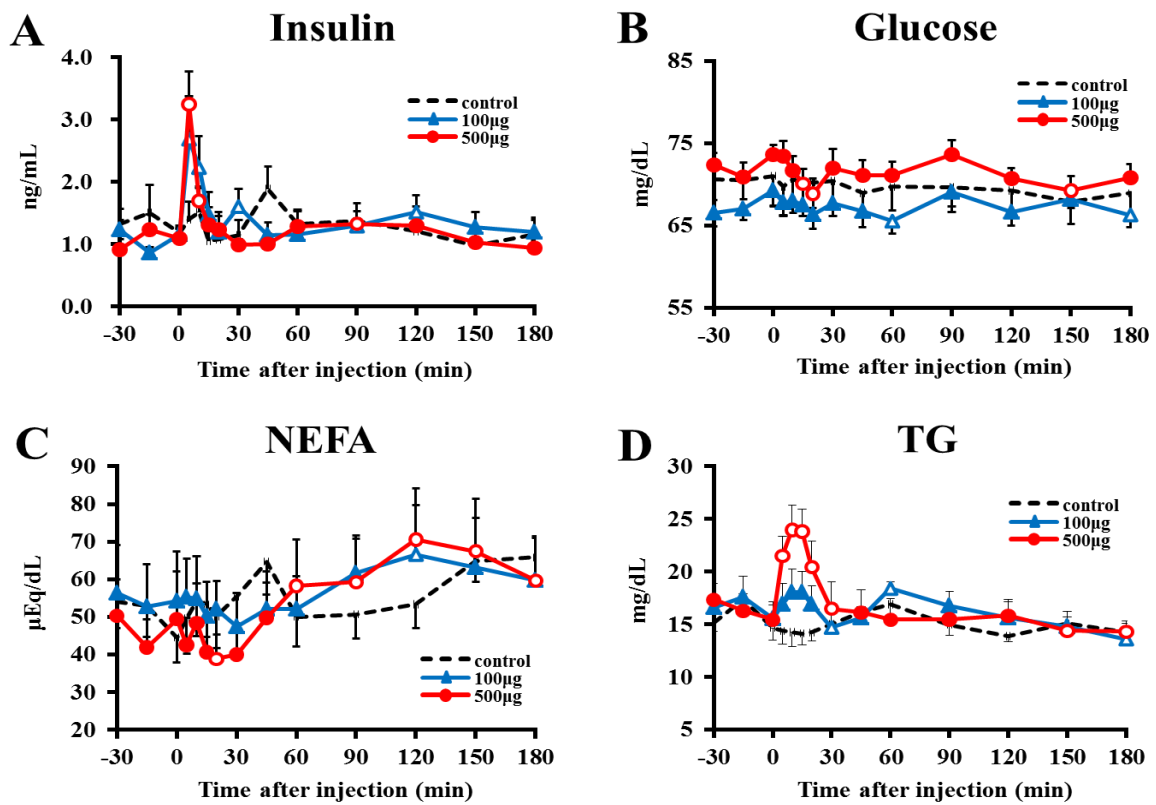 A
Insulin
4.0
3.0
2.0
1.0
0.0
ng/mL
control
100µg
500µg
-30 0 30 60 90 120 150 180
Time after injection (min)
B
Glucose
85
75
65
55
mg/dL
control
100µg
500µg
-30 0 30 60 90 120 150 180
Time after injection (min)
C
NEFA
90
80
70
60
50
40
30
20
µEq/dL
control
100µg
500µg
-30 0 30 60 90 120 150 180
Time after injection (min)
D
TG
30
25
20
15
10
5
mg/dL
control
100µg
500µg
-30 0 30 60 90 120 150 180
Time after injection (min)